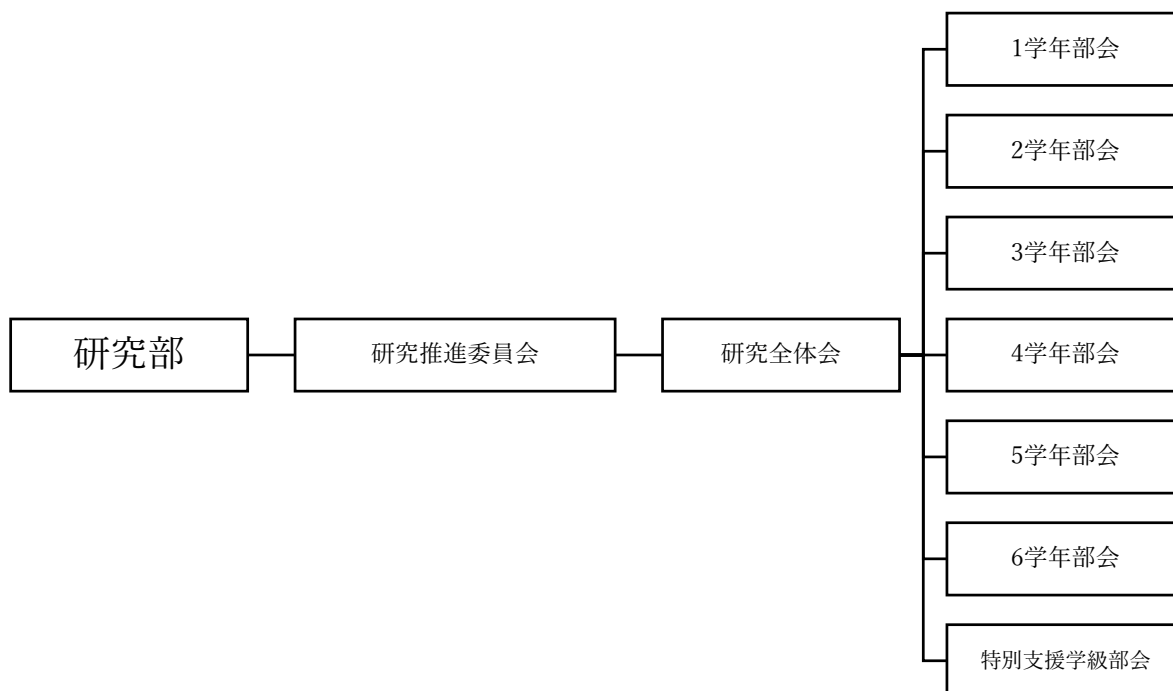 研究部
研究推進委員会
研究全体会
1学年部会
2学年部会
3学年部会
4学年部会
5学年部会
6学年部会
特別支援学級部会